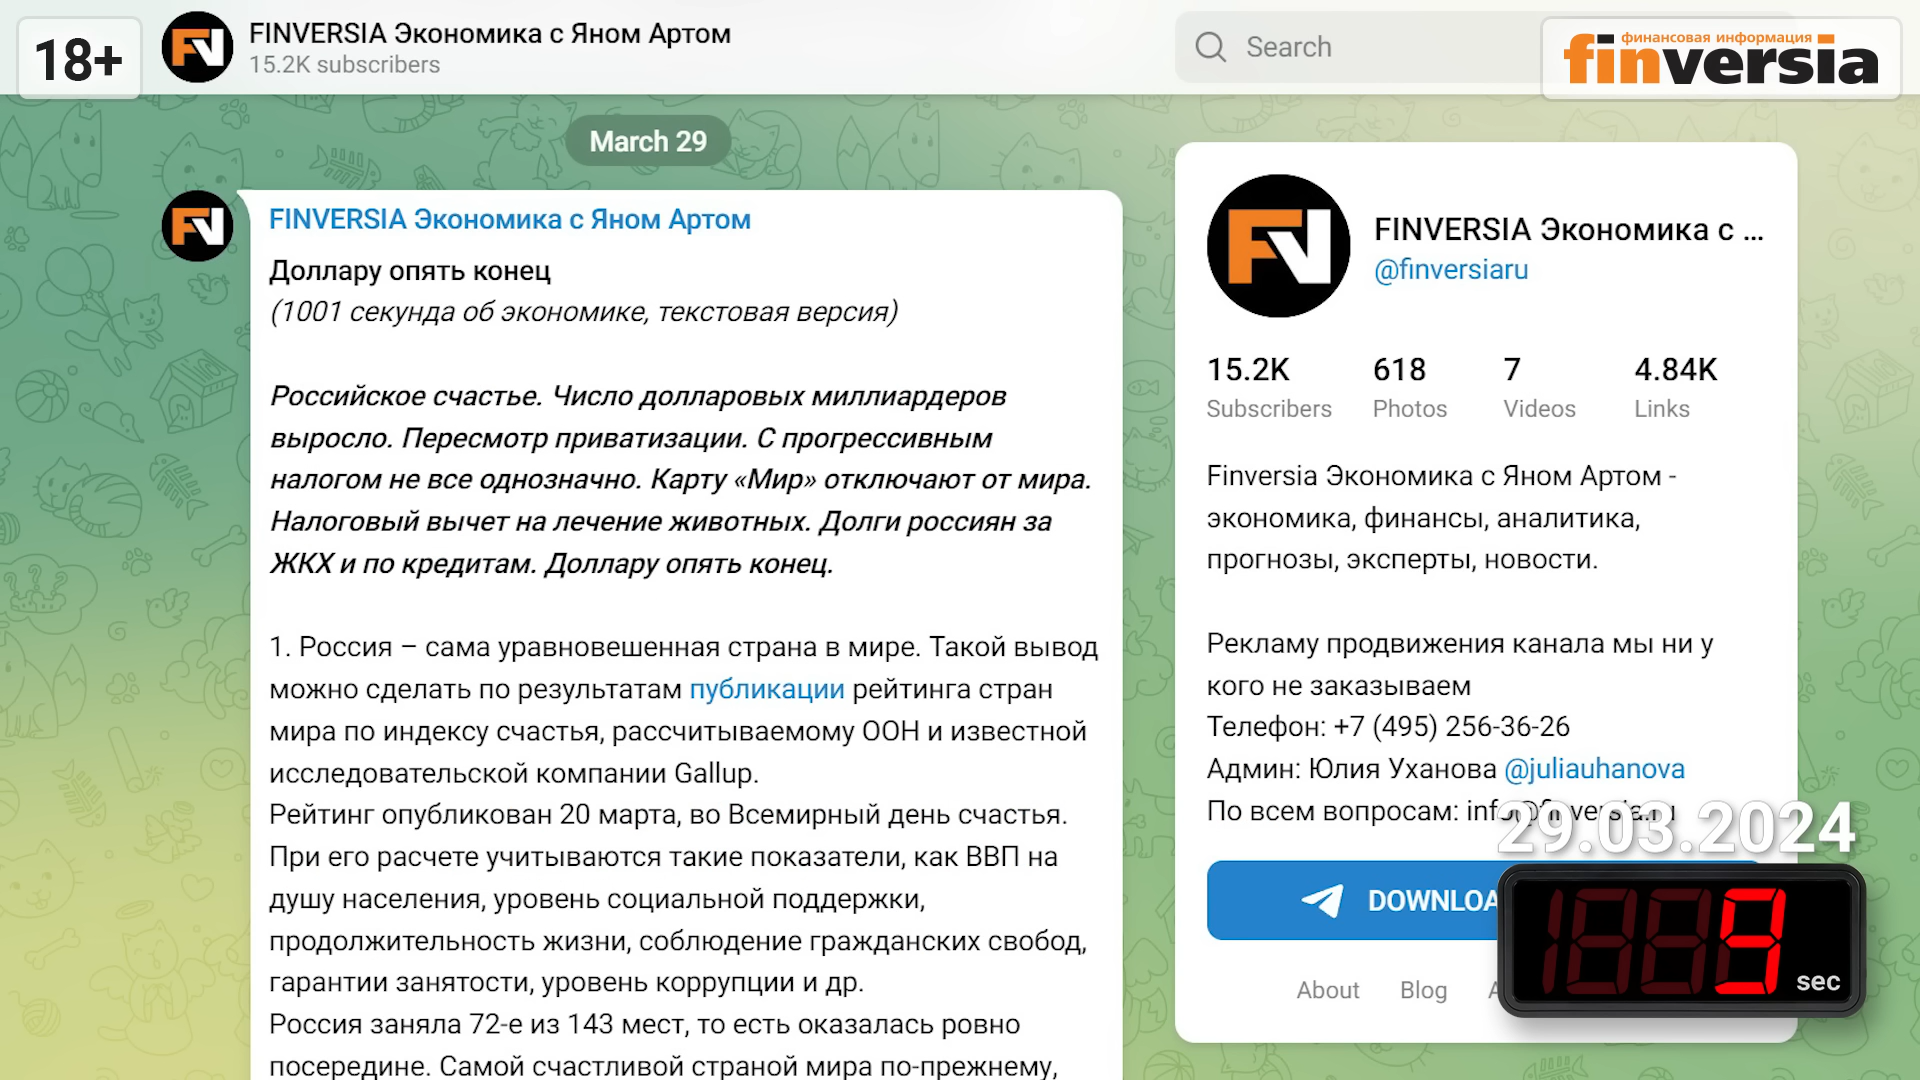 18+
FINVERSIA Экономика с Яном Артом
15.2K subscribers
Search
финансовая информация
finversia
March 29
FINVERSIA Экономика с Яном Артом
Доллару опять конец
(1001 секунда об экономике, текстовая версия)
Российское счастье. Число долларовых миллиардеров
выросло. Пересмотр приватизации. С прогрессивным
налогом не все однозначно. Карту «Мир» отключают от мира.
Налоговый вычет на лечение животных. Долги россиян за
ЖКХ и по кредитам. Доллару опять конец.
1. Россия – сама уравновешенная страна в мире. Такой вывод
можно сделать по результатам публикации рейтинга стран
мира по индексу счастья, рассчитываемому ООН и известной
исследовательской компании Gallup.
Рейтинг опубликован 20 марта, во Всемирный день счастья.
При его расчете учитываются такие показатели, как ВВП на
душу населения, уровень социальной поддержки,
продолжительность жизни, соблюдение гражданских свобод,
гарантии занятости, уровень коррупции и др.
Россия заняла 72-е из 143 мест, то есть оказалась ровно
посередине. Самой счастливой страной мира по-прежнему,
FINVERSIA Экономика с ...
@finversiaru
15.2K 618 7 4.84K
Subscribers Photos Videos Links
Finversia Экономика с Яном Артом -
экономика, финансы, аналитика,
прогнозы, эксперты, новости.
Рекламу продвижения канала мы ни у
кого не заказываем
Телефон: +7 (495) 256-36-26
Админ: Юлия Уханова @juliauhanova
По всем вопросам: info@finversia.ru
29.03.2024
DOWNLOA
9 sec
About Blog